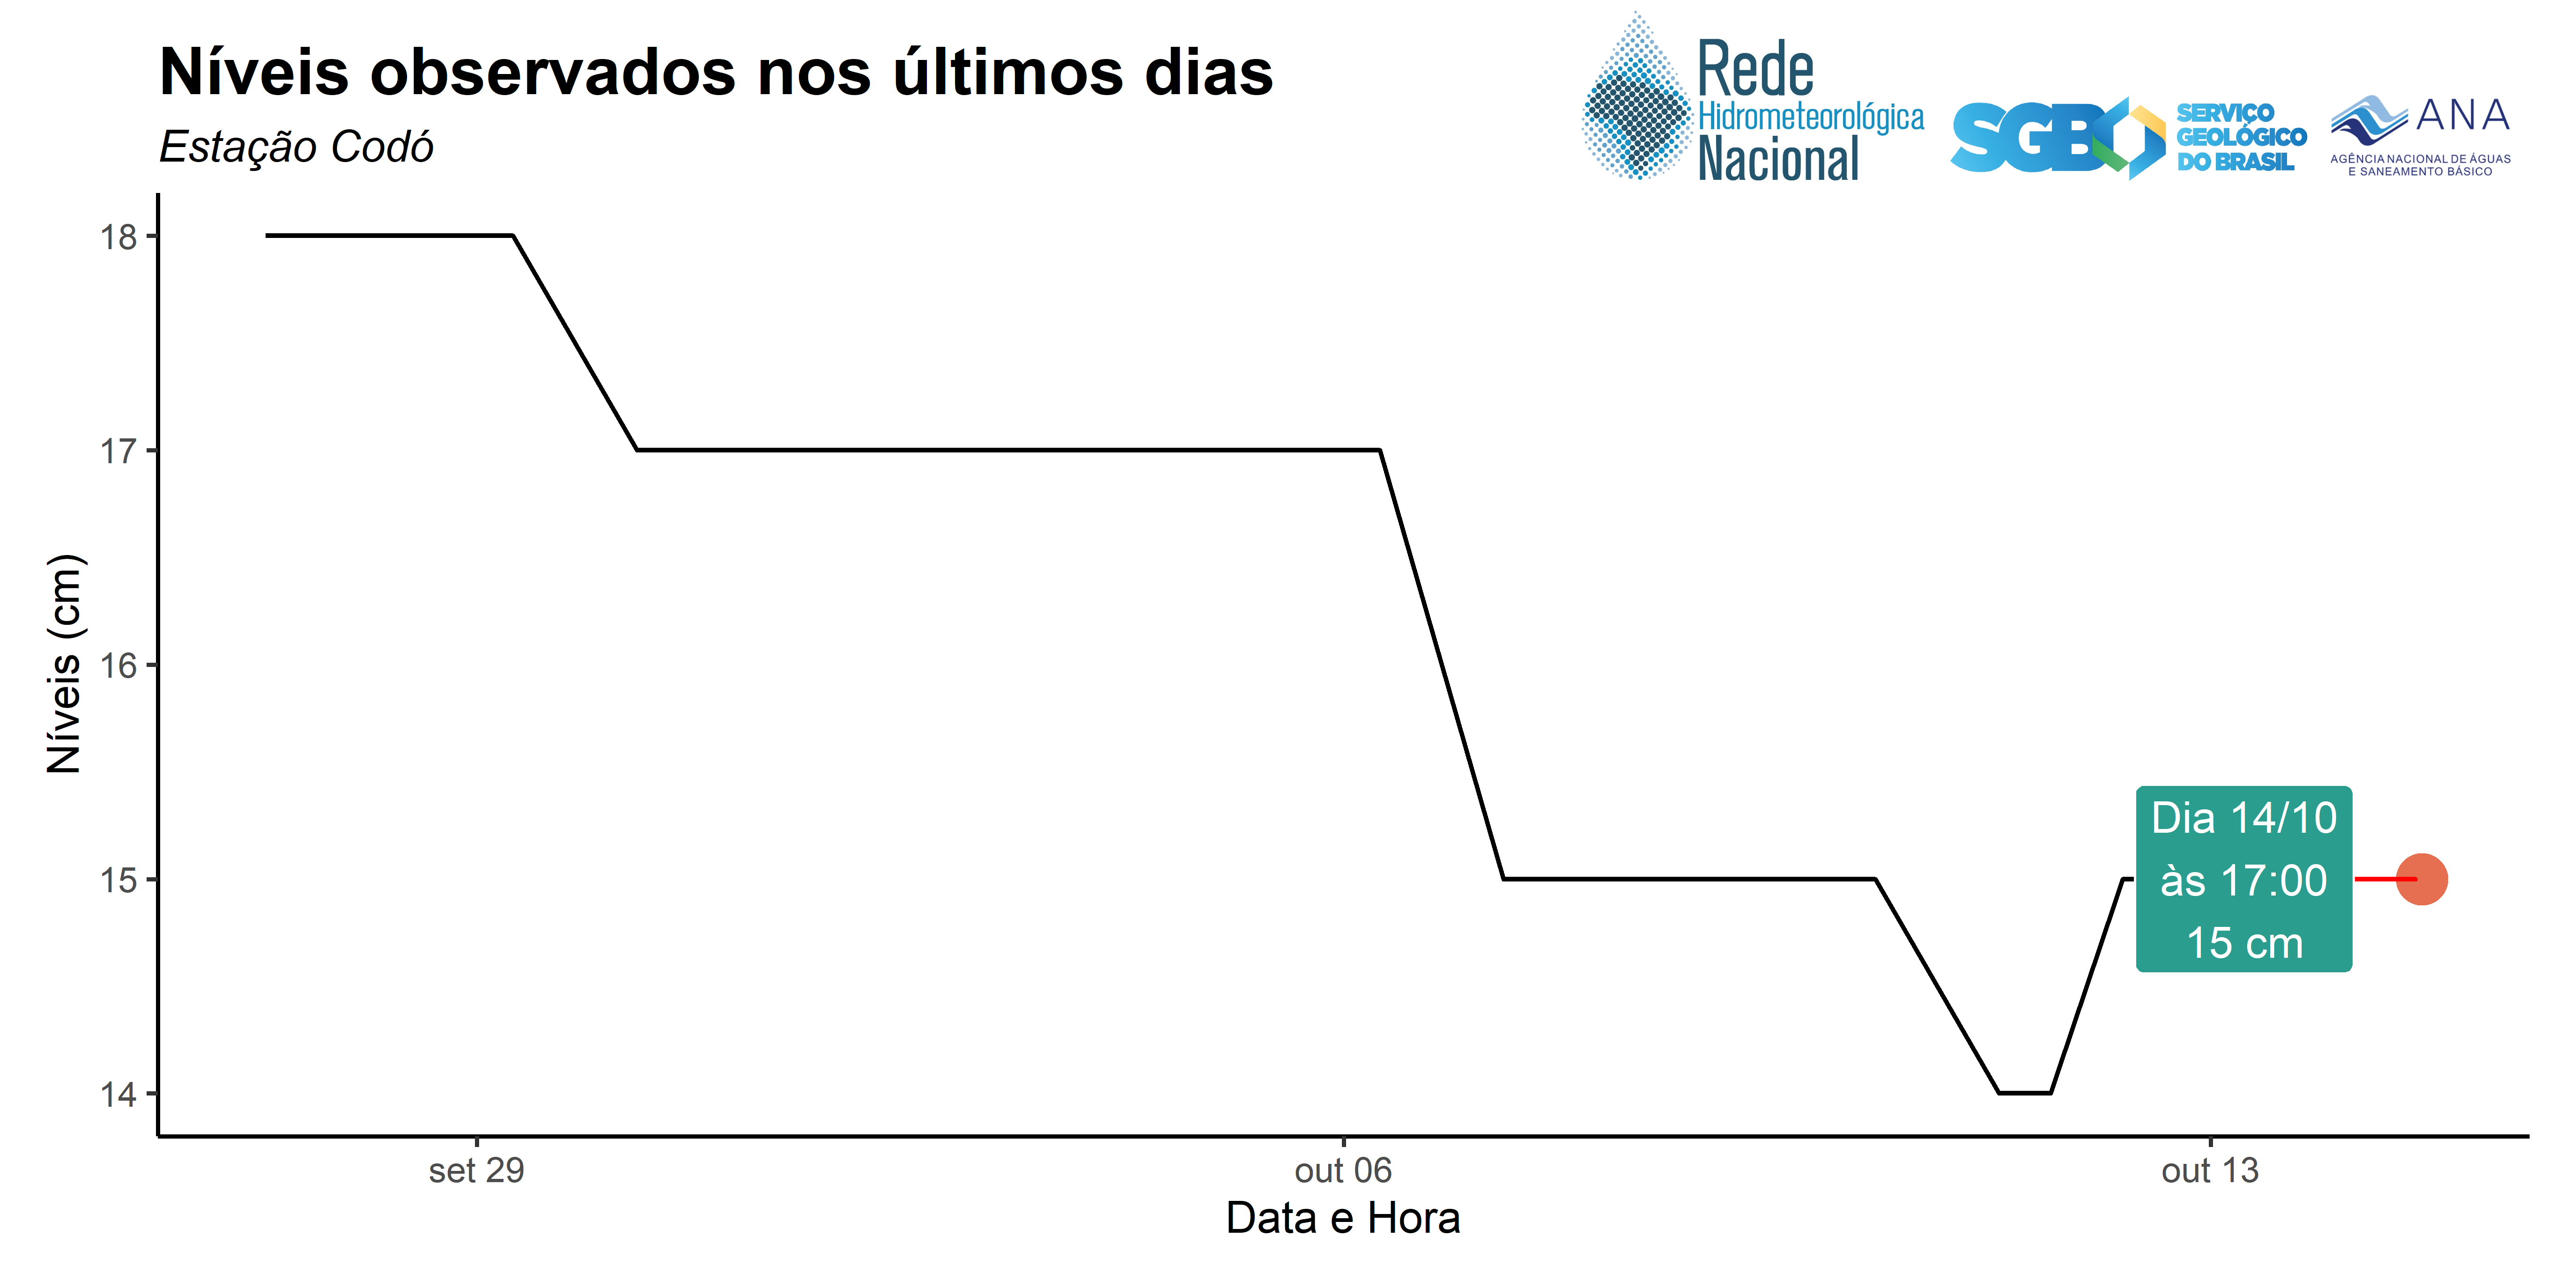 Níveis observados nos últimos dias
Estação Codó
Rede
Hidrometeorológica
Nacional
SGB
SERVIÇO
GEOLÓGICO
DO BRASIL
ANA
AGÊNCIA NACIONAL DE ÁGUAS
E SANEAMENTO BÁSICO
Níveis (cm)
18
17
16
15
14
Dia 14/10
às 17:00
15 cm
set 29
out 06
out 13
Data e Hora